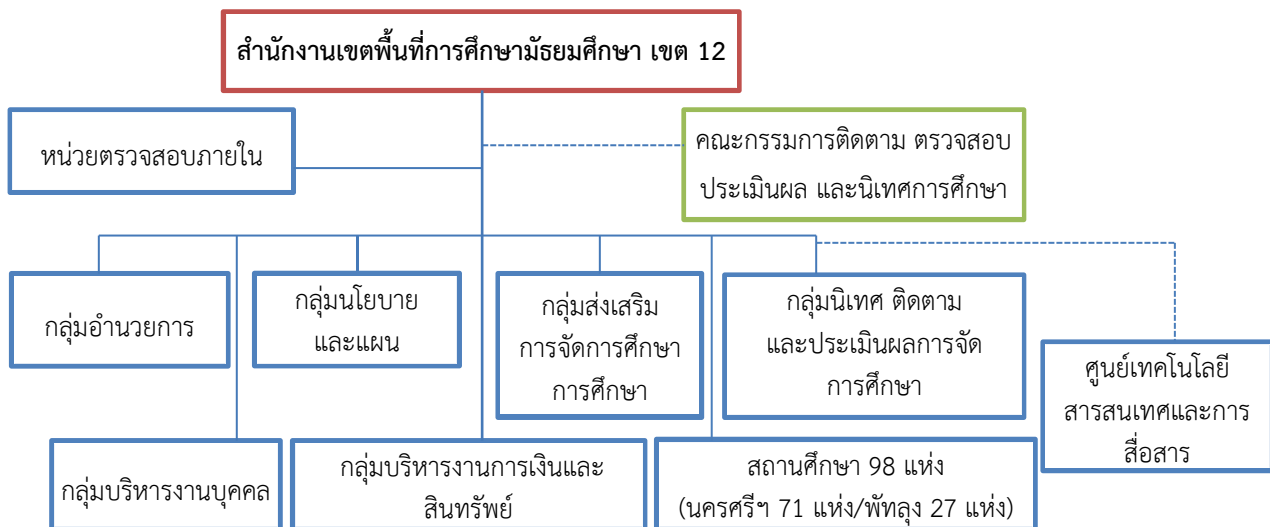 สำนักงานเขตพื้นที่การศึกษามัธยมศึกษา เขต 12
หน่วยตรวจสอบภายใน
คณะกรรมการติดตาม ตรวจสอบ
ประเมินผล และนิเทศการศึกษา
กลุ่มอำนวยการ
กลุ่มนโยบาย
และแผน
กลุ่มส่งเสริม
การจัดการศึกษา
การศึกษา
กลุ่มนิเทศ ติดตาม
และประเมินผลการจัด
การศึกษา
ศูนย์เทคโนโลยี
สารสนเทศและการ
สื่อสาร
กลุ่มบริหารงานบุคคล
กลุ่มบริหารงานการเงินและ
สินทรัพย์
สถานศึกษา 98 แห่ง
(นครศรีฯ 71 แห่ง/พัทลุง 27 แห่ง)